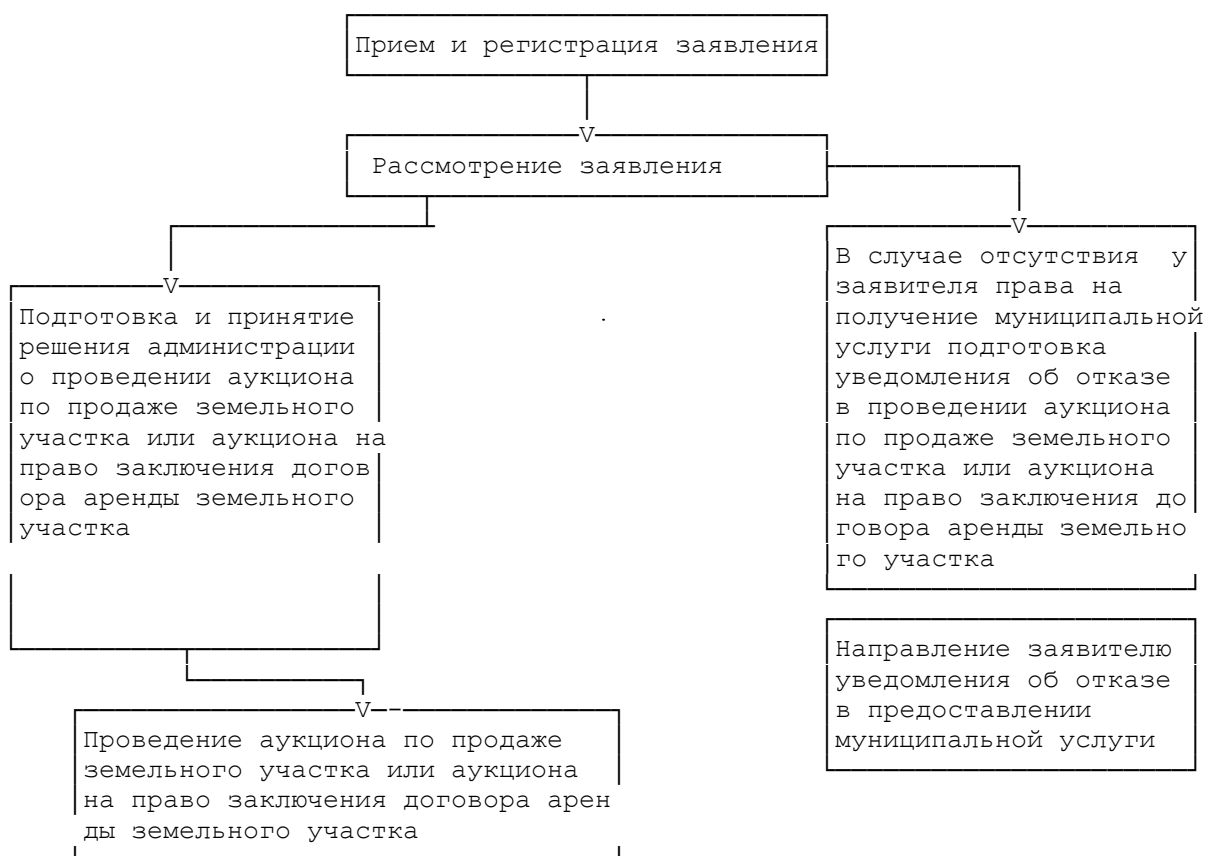 Прием и регистрация заявления
V
Рассмотрение заявления
V
Подготовка и принятие
решения администрации
о проведении аукциона
по продаже земельного
участка или аукциона на
право заключения догов
ора аренды земельного
участка
V
В случае отсутствия у
заявителя права на
получение муниципальной
услуги подготовка
уведомления об отказе
в проведении аукциона
по продаже земельного
участка или аукциона
на право заключения до
говора аренды земельно
го участка
Направление заявителю
уведомления об отказе
в предоставлении
муниципальной услуги
V
Проведение аукциона по продаже
земельного участка или аукциона
на право заключения договора арен
ды земельного участка